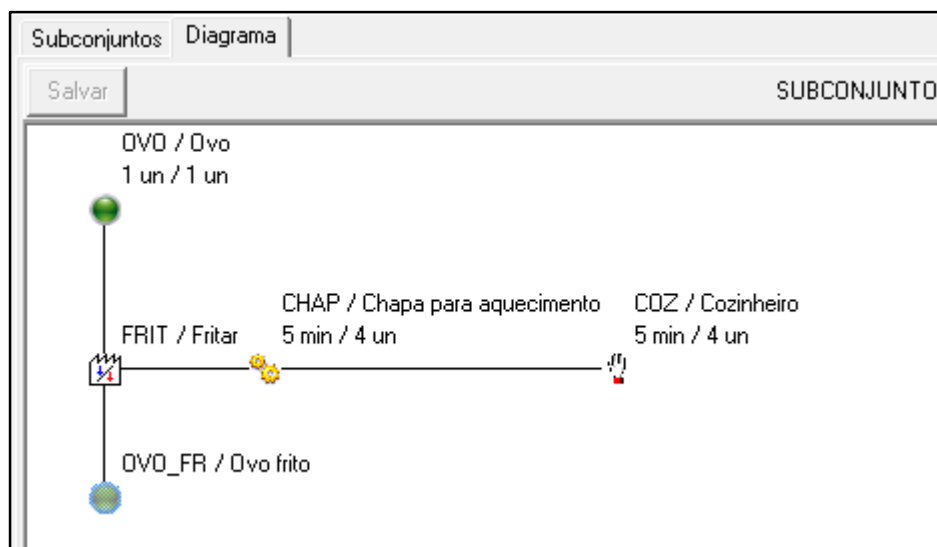 Subconjuntos Diagrama
Salvar SUBCONJUNTO
OVO / Ovo
1 un / 1 un
CHAP / Chapa para aquecimento COZ / Cozinheiro
FRIT / Fritar 5 min / 4 un 5 min / 4 un
OVO_FR / Ovo frito